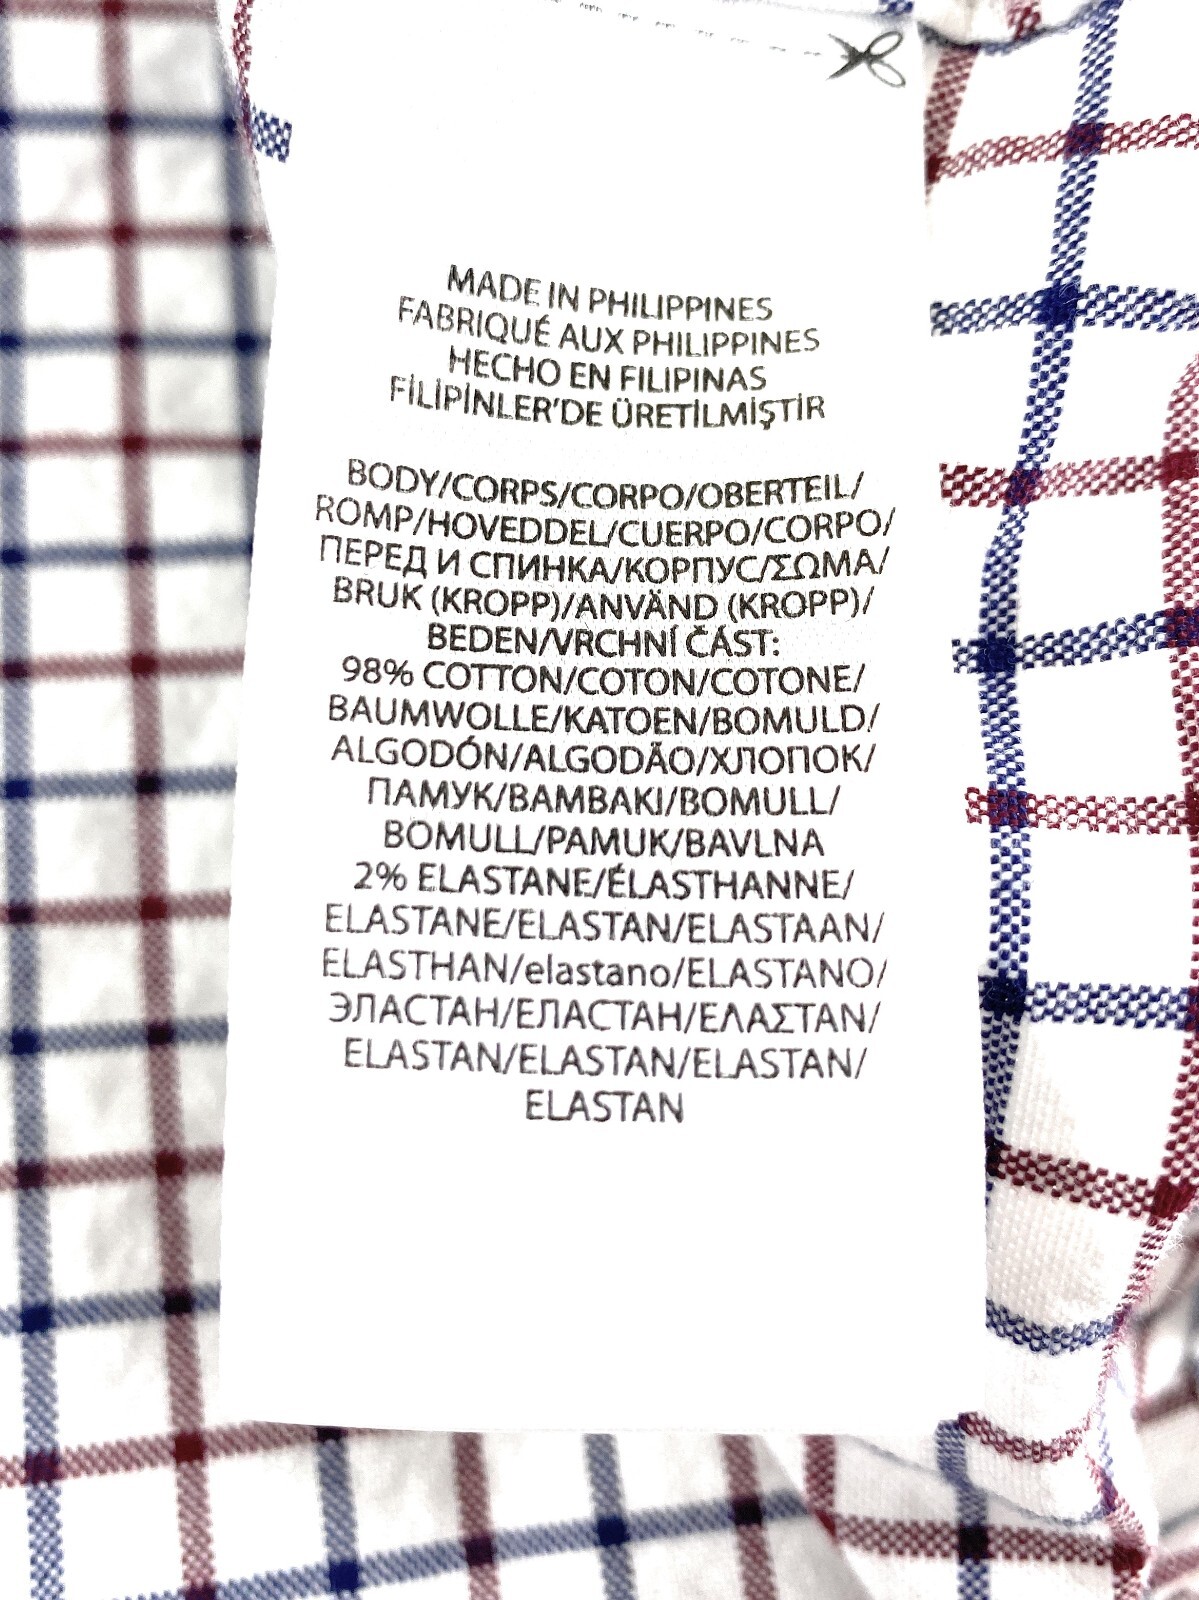 MADE IN PHILIPPINES
FABRIQUÉ AUX PHILIPPINES
HECHO EN FILIPINAS
FİLİPİNLER'DE ÜRETİLMİŞTİR
BODY/CORPS/CORPO/OBERTEIL/
ROMP/HOVEDDEL/CUERPO/CORPO/
ПЕРЕД И СПИНКА/КОРПУС/ΣΩΜΑ/
BRUK (KROPP)/ANVÄND (KROPP)/
BEDEN/VRCHNÍ ČÁST:
98% COTTON/COTON/COTONE/
BAUMWOLLE/KATOEN/BOMULD/
ALGODÓN/ALGODÃO/ХЛОПОК/
ПАМУК/ΒΑΜΒΑΚΙ/BOMULL/
BOMULL/PAMUK/BAVLNA
2% ELASTANE/ÉLASTHANNE/
ELASTANE/ELASTAN/ELASTAAN/
ELASTHAN/elastano/ELASTANO/
ЭЛАСТАН/ЕЛАСТАН/ΕΛΑΣΤΑΝ/
ELASTAN/ELASTAN/ELASTAN/
ELASTAN